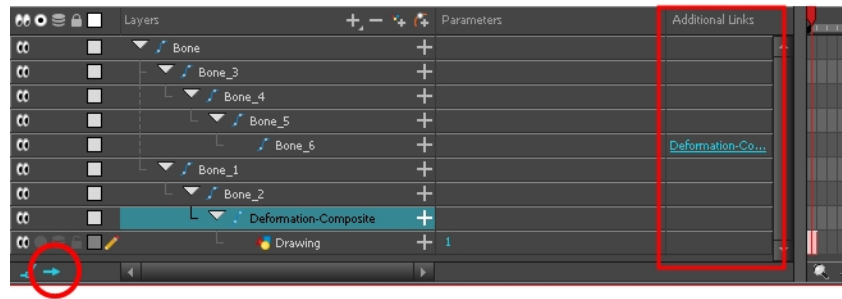 Layers Parameters Additional Links
Bone
Bone_3
Bone_4
Bone_5
Bone_6 Deformation-Co...
Bone_1
Bone_2
Deformation-Composite
Drawing 1